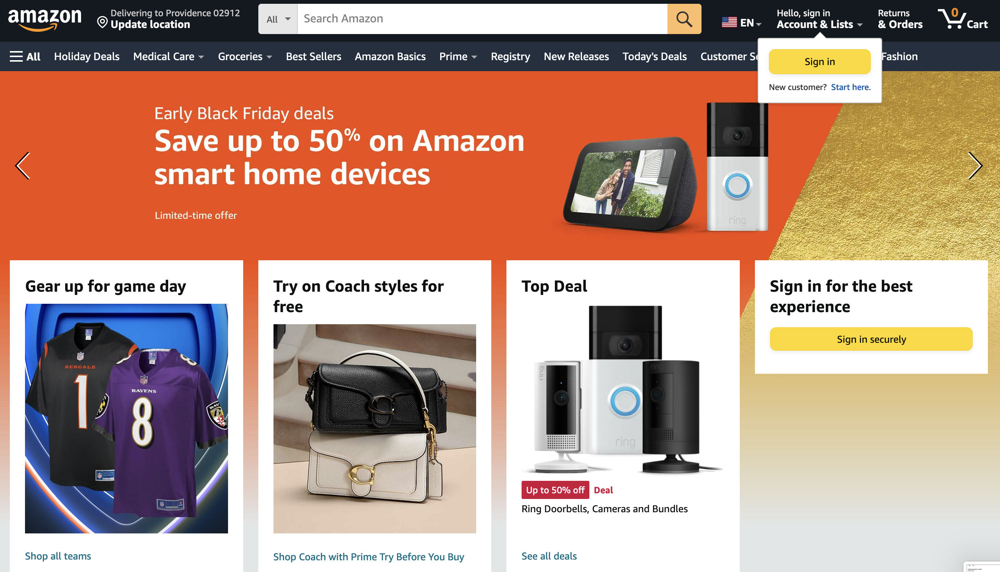 amazon
Delivering to Providence 02912
Update location
All
Search Amazon
EN
Hello, sign in
Account & Lists
Returns
& Orders
0
Cart
All
Holiday Deals
Medical Care
Groceries
Best Sellers
Amazon Basics
Prime
Registry
New Releases
Today's Deals
Customer
Fashion
Sign in
New customer? Start here.
Early Black Friday deals
Save up to 50% on Amazon
smart home devices
Limited-time offer
ring
Gear up for game day
BENGALS
1
RAVENS
8
Shop all teams
Try on Coach styles for
free
Shop Coach with Prime Try Before You Buy
Top Deal
ring
ring
ring
Up to 50% off
Deal
Ring Doorbells, Cameras and Bundles
See all deals
Sign in for the best
experience
Sign in securely